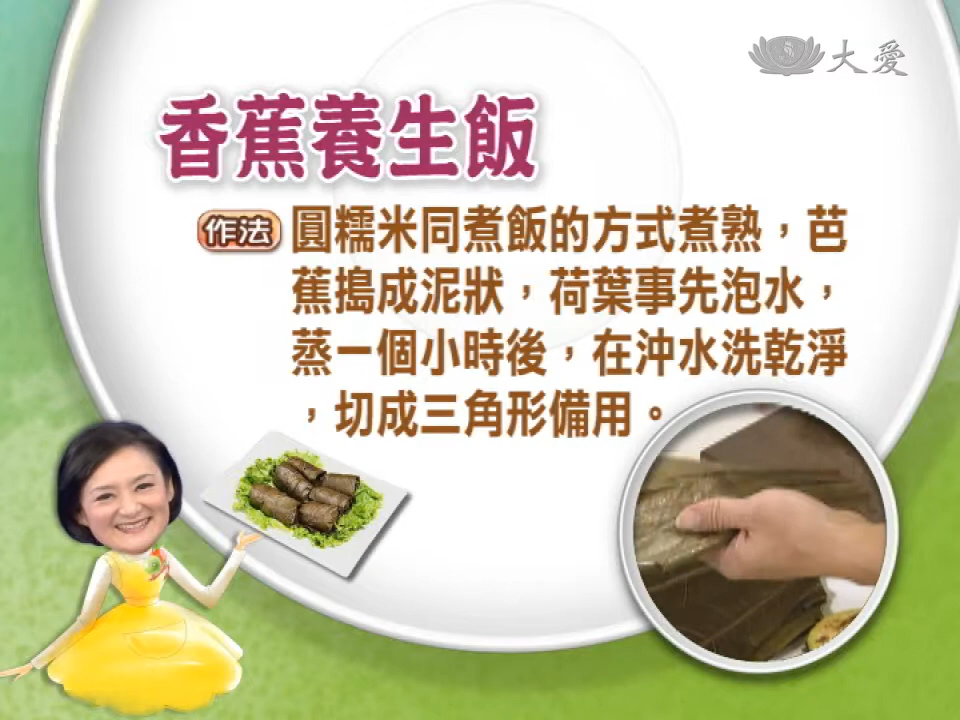 大愛
香蕉養生飯
作法 圓糯米同煮飯的方式煮熟，芭
蕉搗成泥狀，荷葉事先泡水，
蒸一個小時後，在沖水洗乾淨
，切成三角形備用。